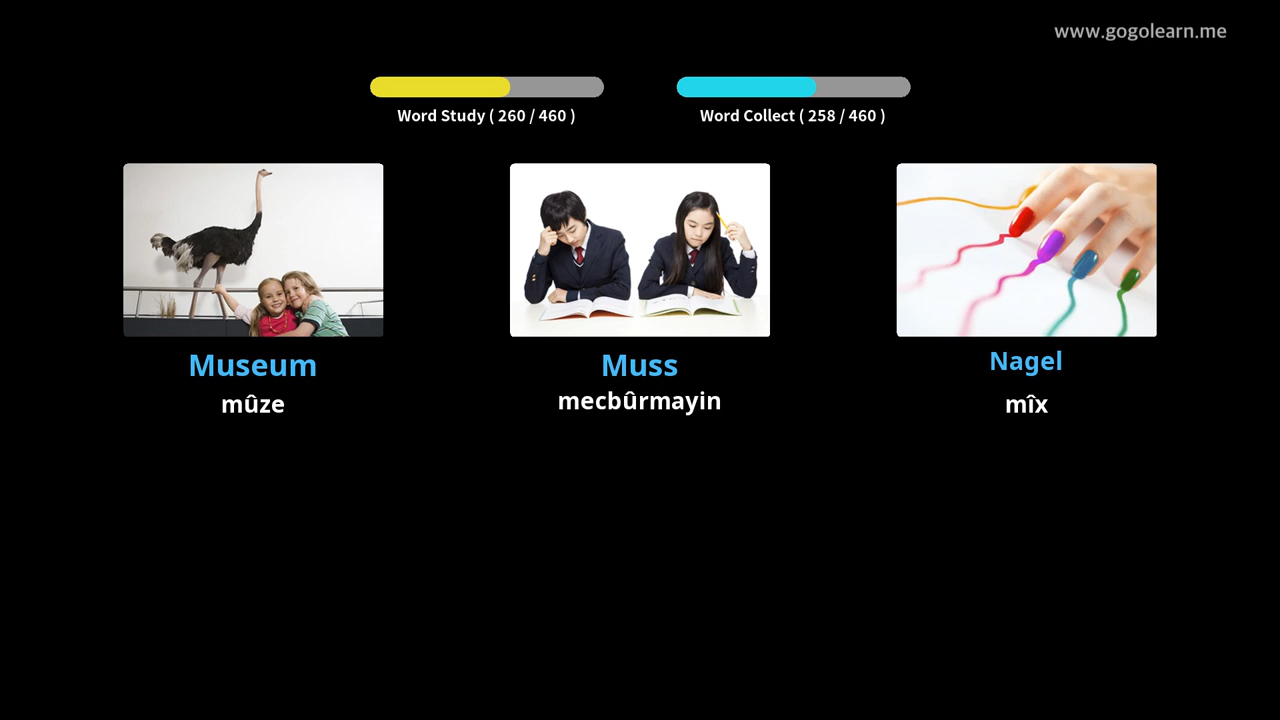 www.gogolearn.me
Word Study ( 260 / 460 )
Word Collect ( 258 / 460 )
Museum
mûze
Muss
mecbûrmayin
Nagel
mîx